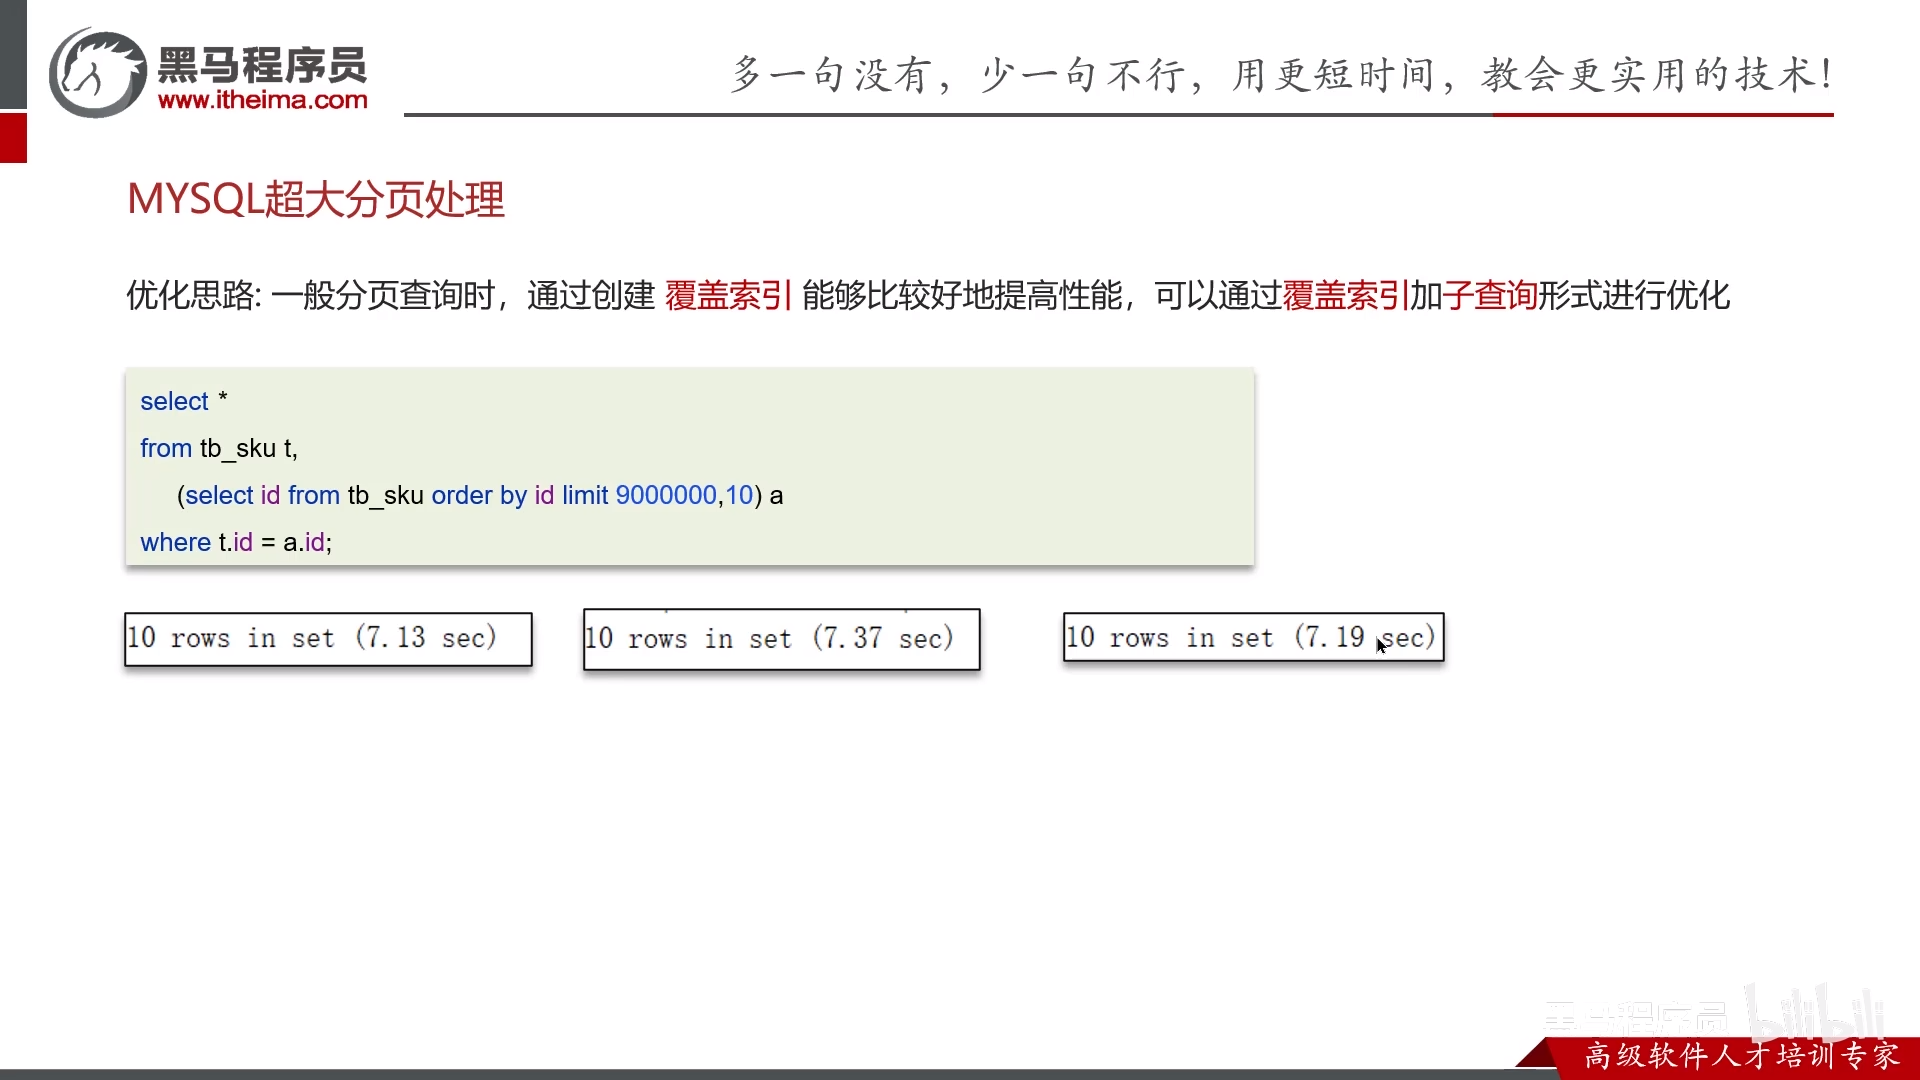 黑马程序员
www.itheima.com
多一句没有，少一句不行，用更短时间，教会更实用的技术！
MYSQL超大分页处理
优化思路: 一般分页查询时，通过创建 覆盖索引 能够比较好地提高性能，可以通过覆盖索引加子查询形式进行优化
select *
from tb_sku t,
(select id from tb_sku order by id limit 9000000,10) a
where t.id = a.id;
10 rows in set (7.13 sec)
10 rows in set (7.37 sec)
10 rows in set (7.19 sec)
黑马程序员 bilibili
高级软件人才培训专家